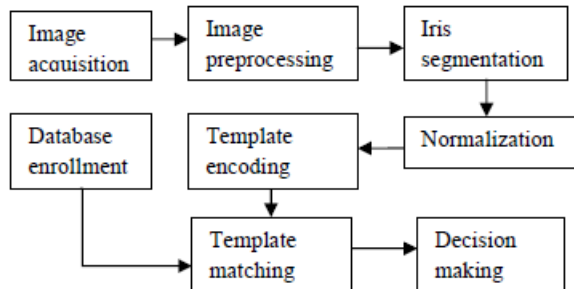 Image
acquisition
Image
preprocessing
Iris
segmentation
Database
enrollment
Template
encoding
Normalization
Template
matching
Decision
making